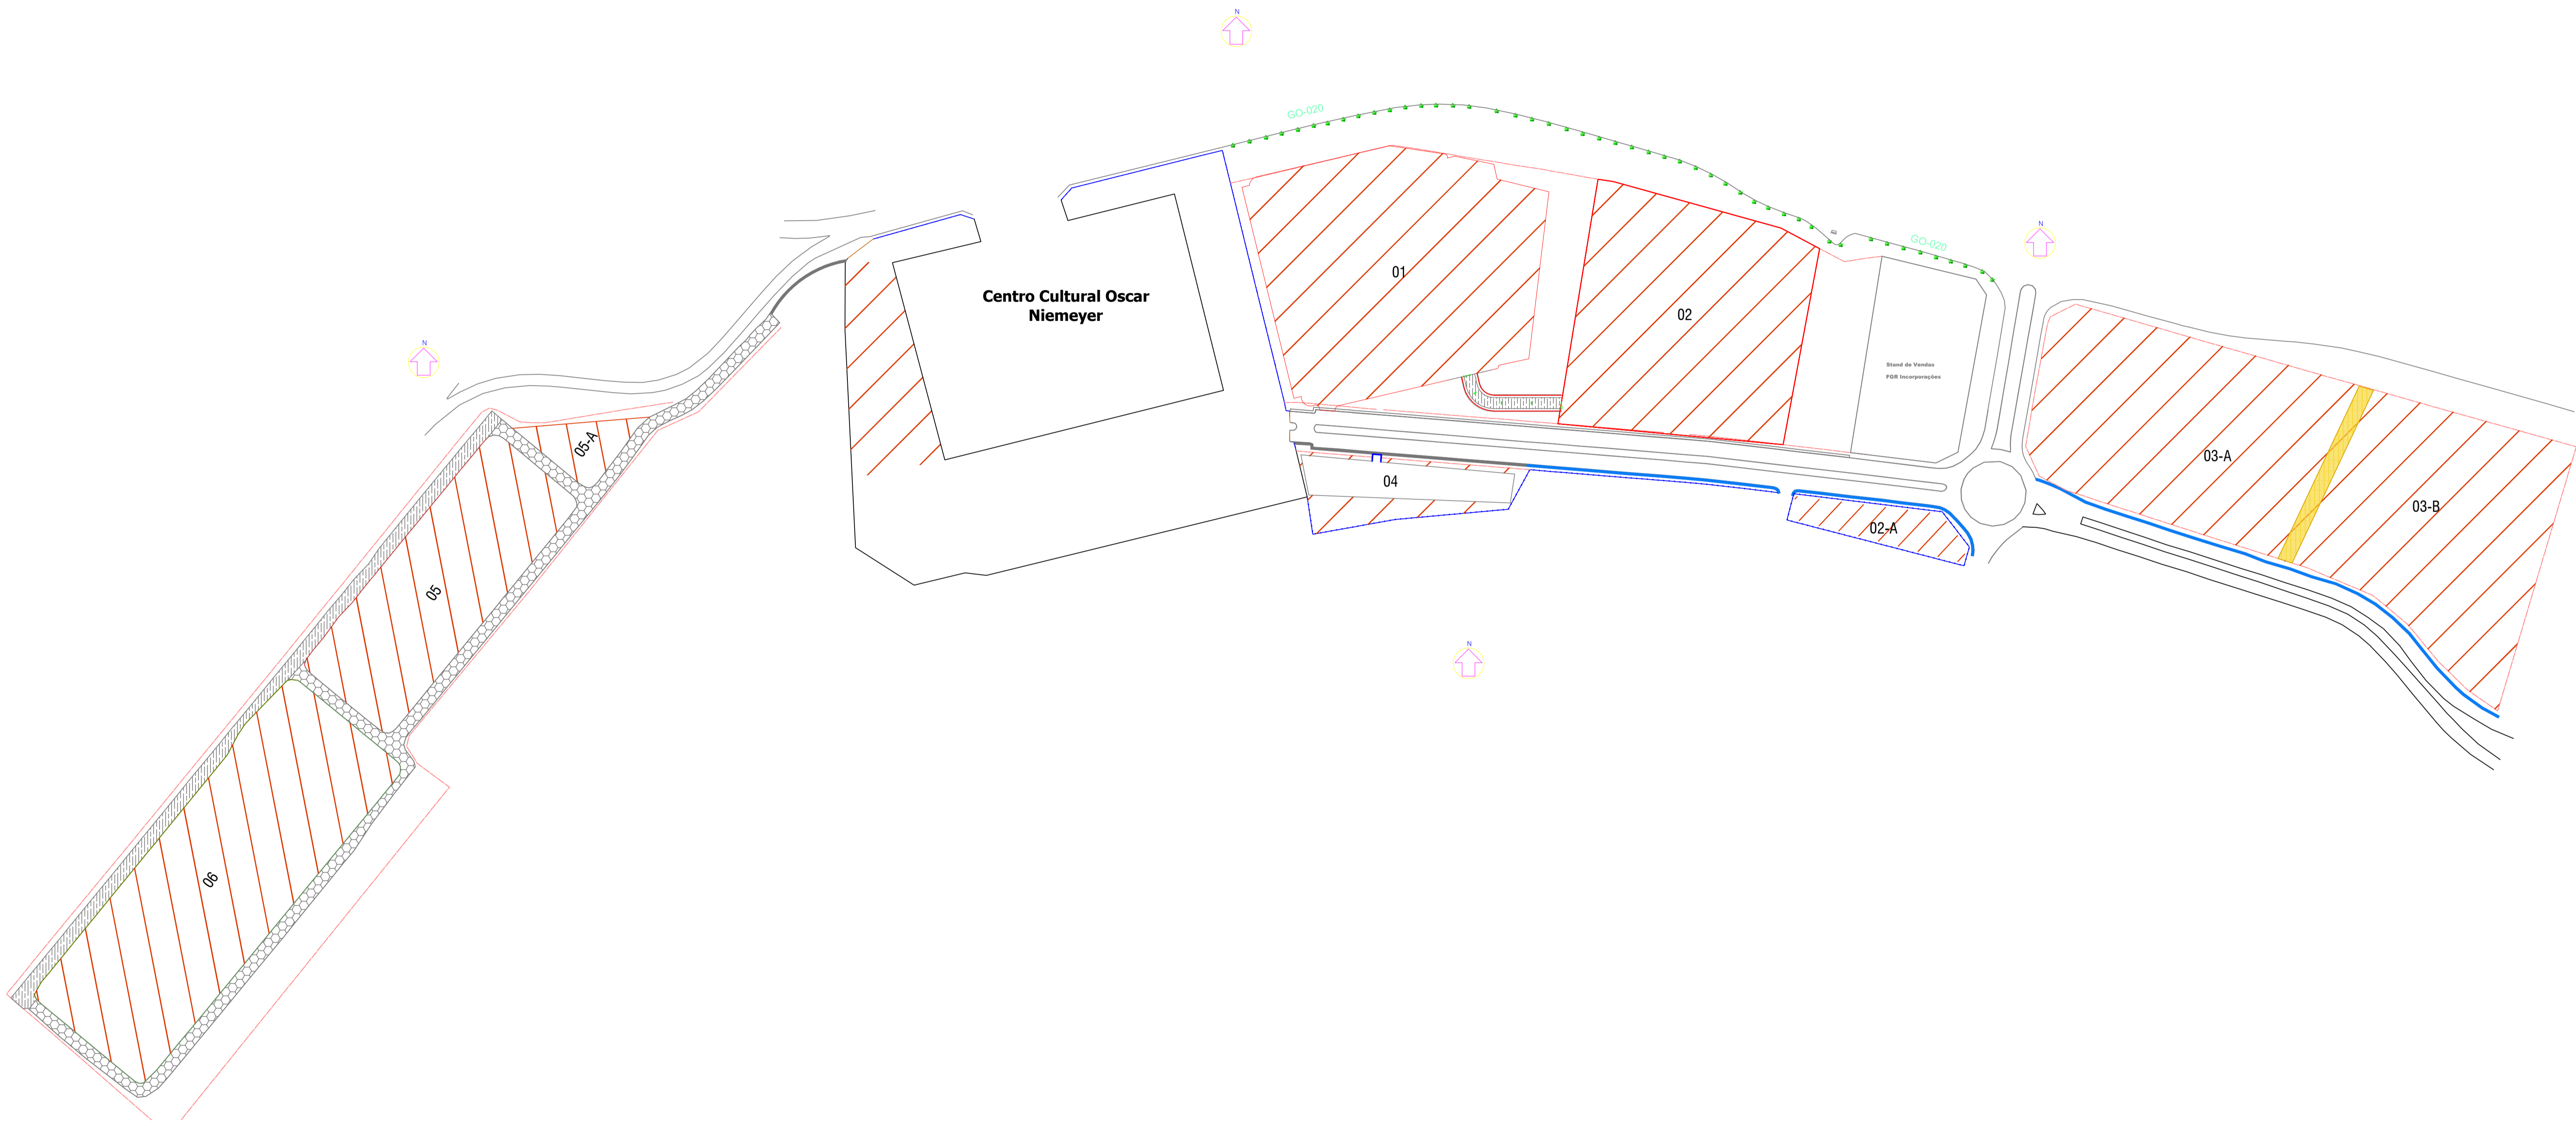 N
GO-020
N
GO-020
01
Centro Cultural Oscar
Niemeyer
02
N
Stand de Vendas
FGR Incorporações
05-A
03-A
04
03-B
02-A
05
N
06